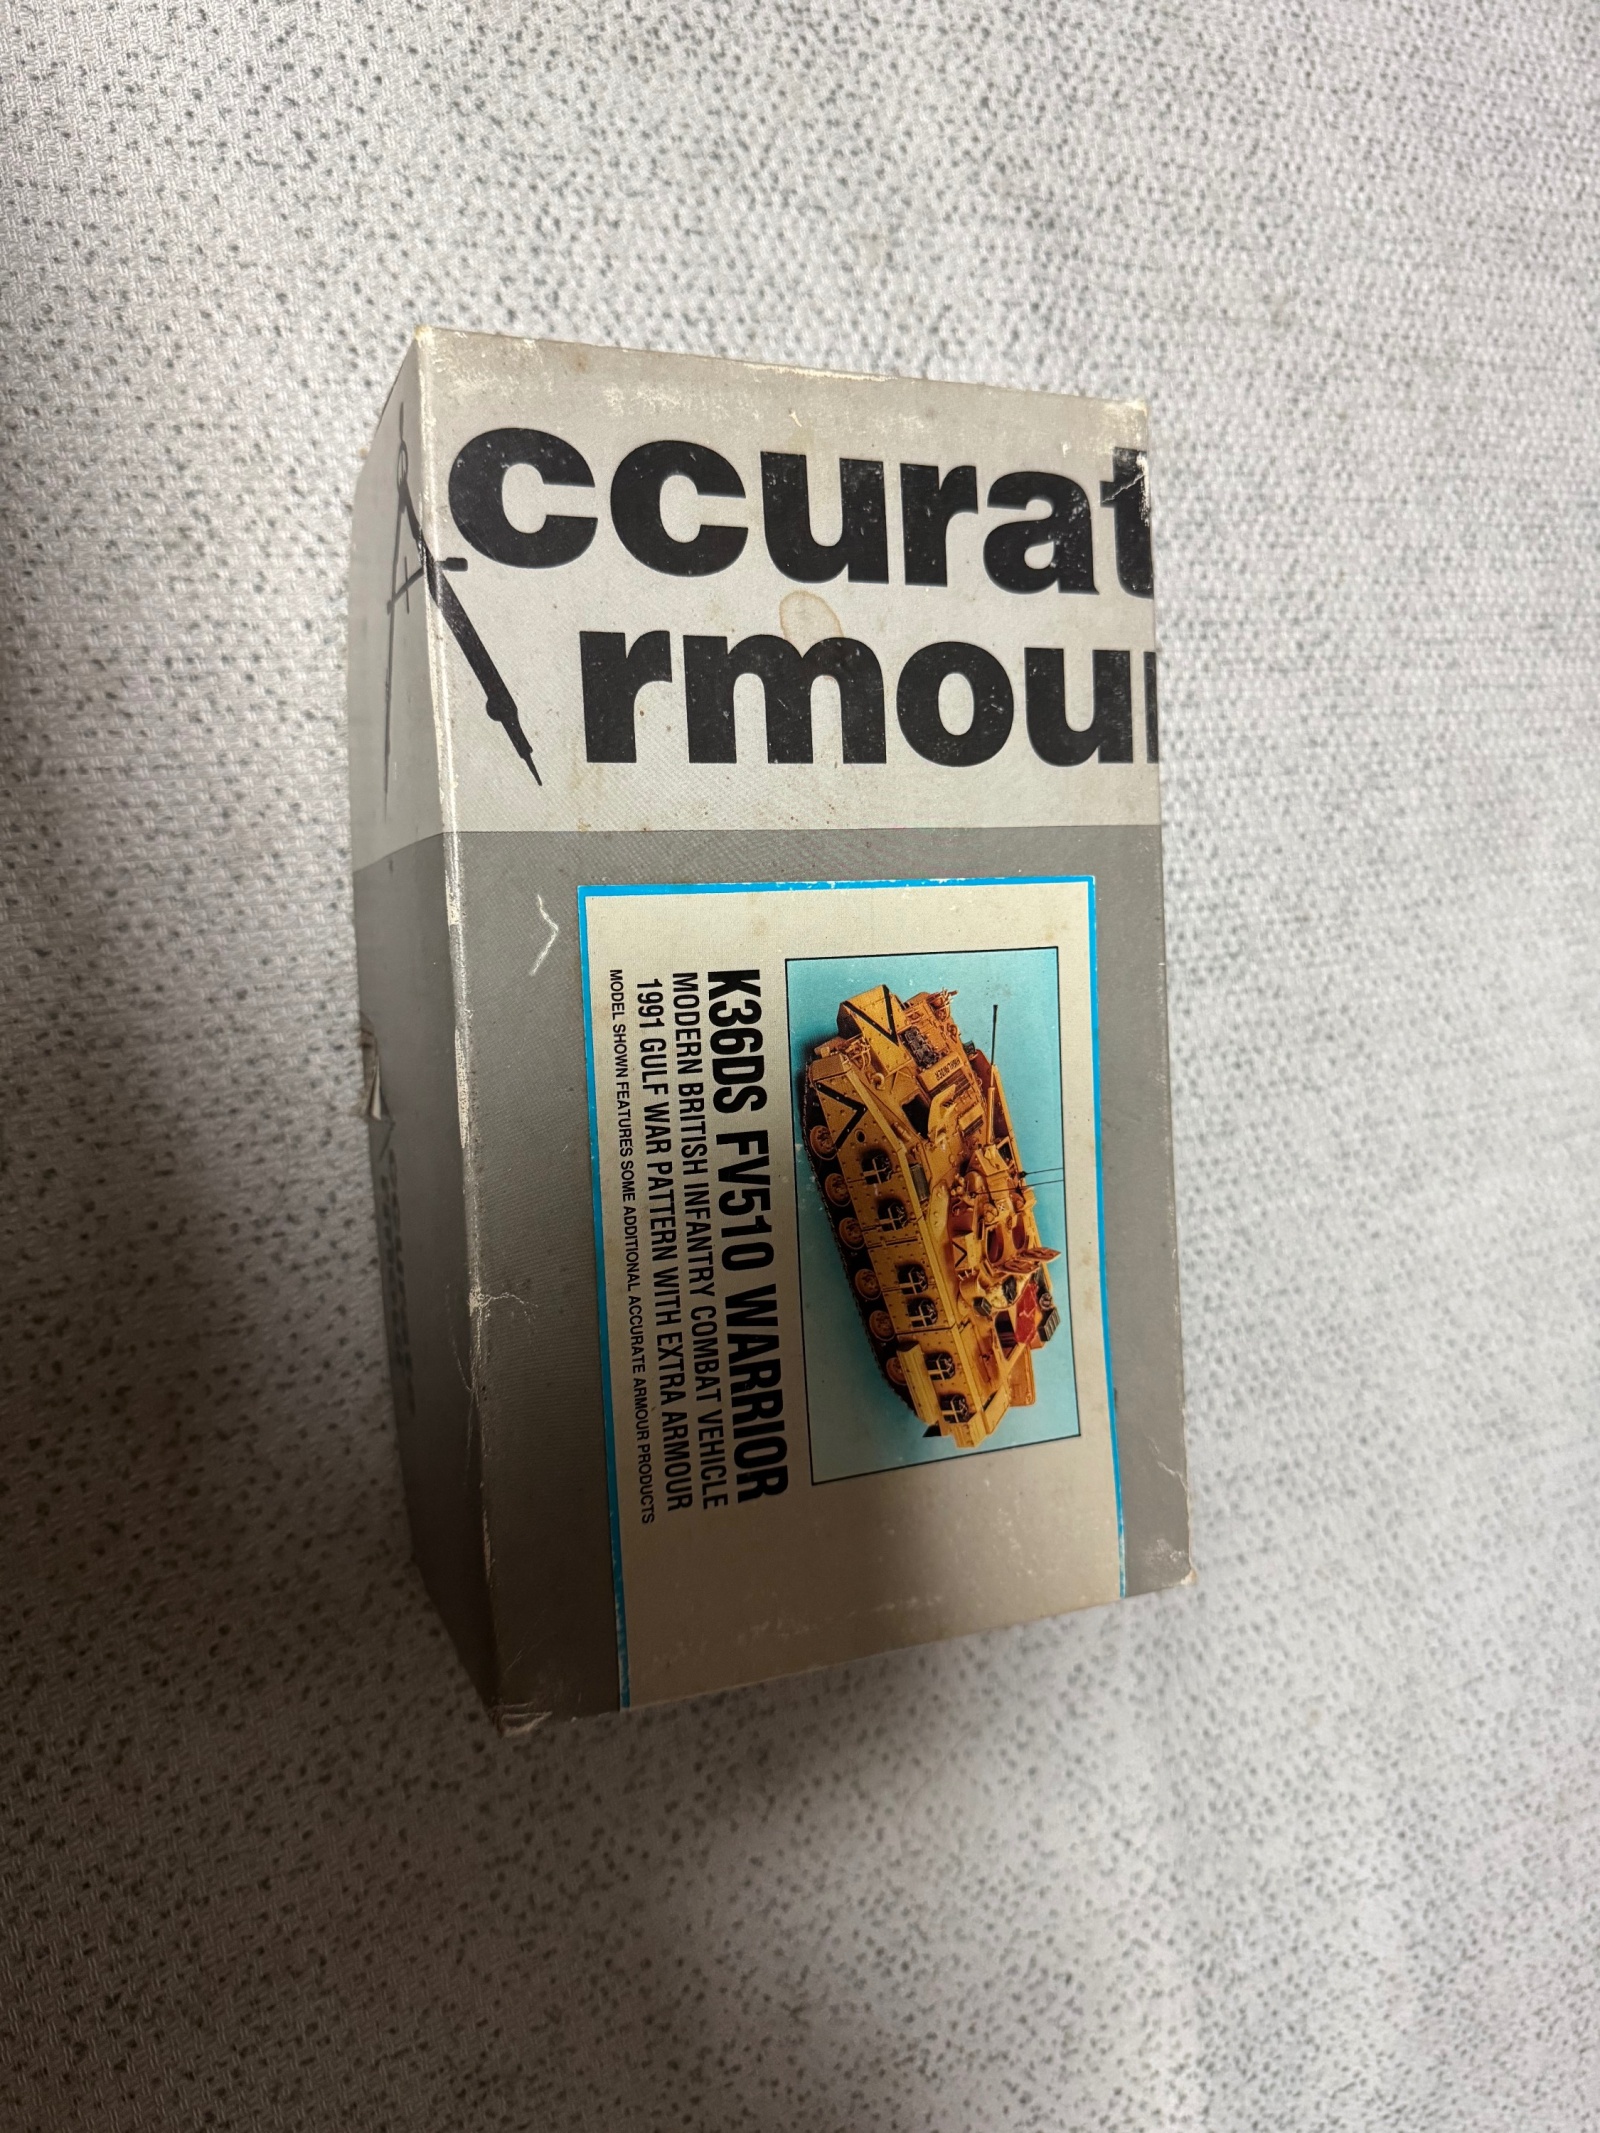 ccurat
rmour
K36DS FV510 WARRIOR
MODERN BRITISH INFANTRY COMBAT VEHICLE
1991 GULF WAR PATTERN WITH EXTRA ARMOUR
MODEL SHOWN FEATURES SOME ADDITIONAL ACCURATE ARMOUR PRODUCTS